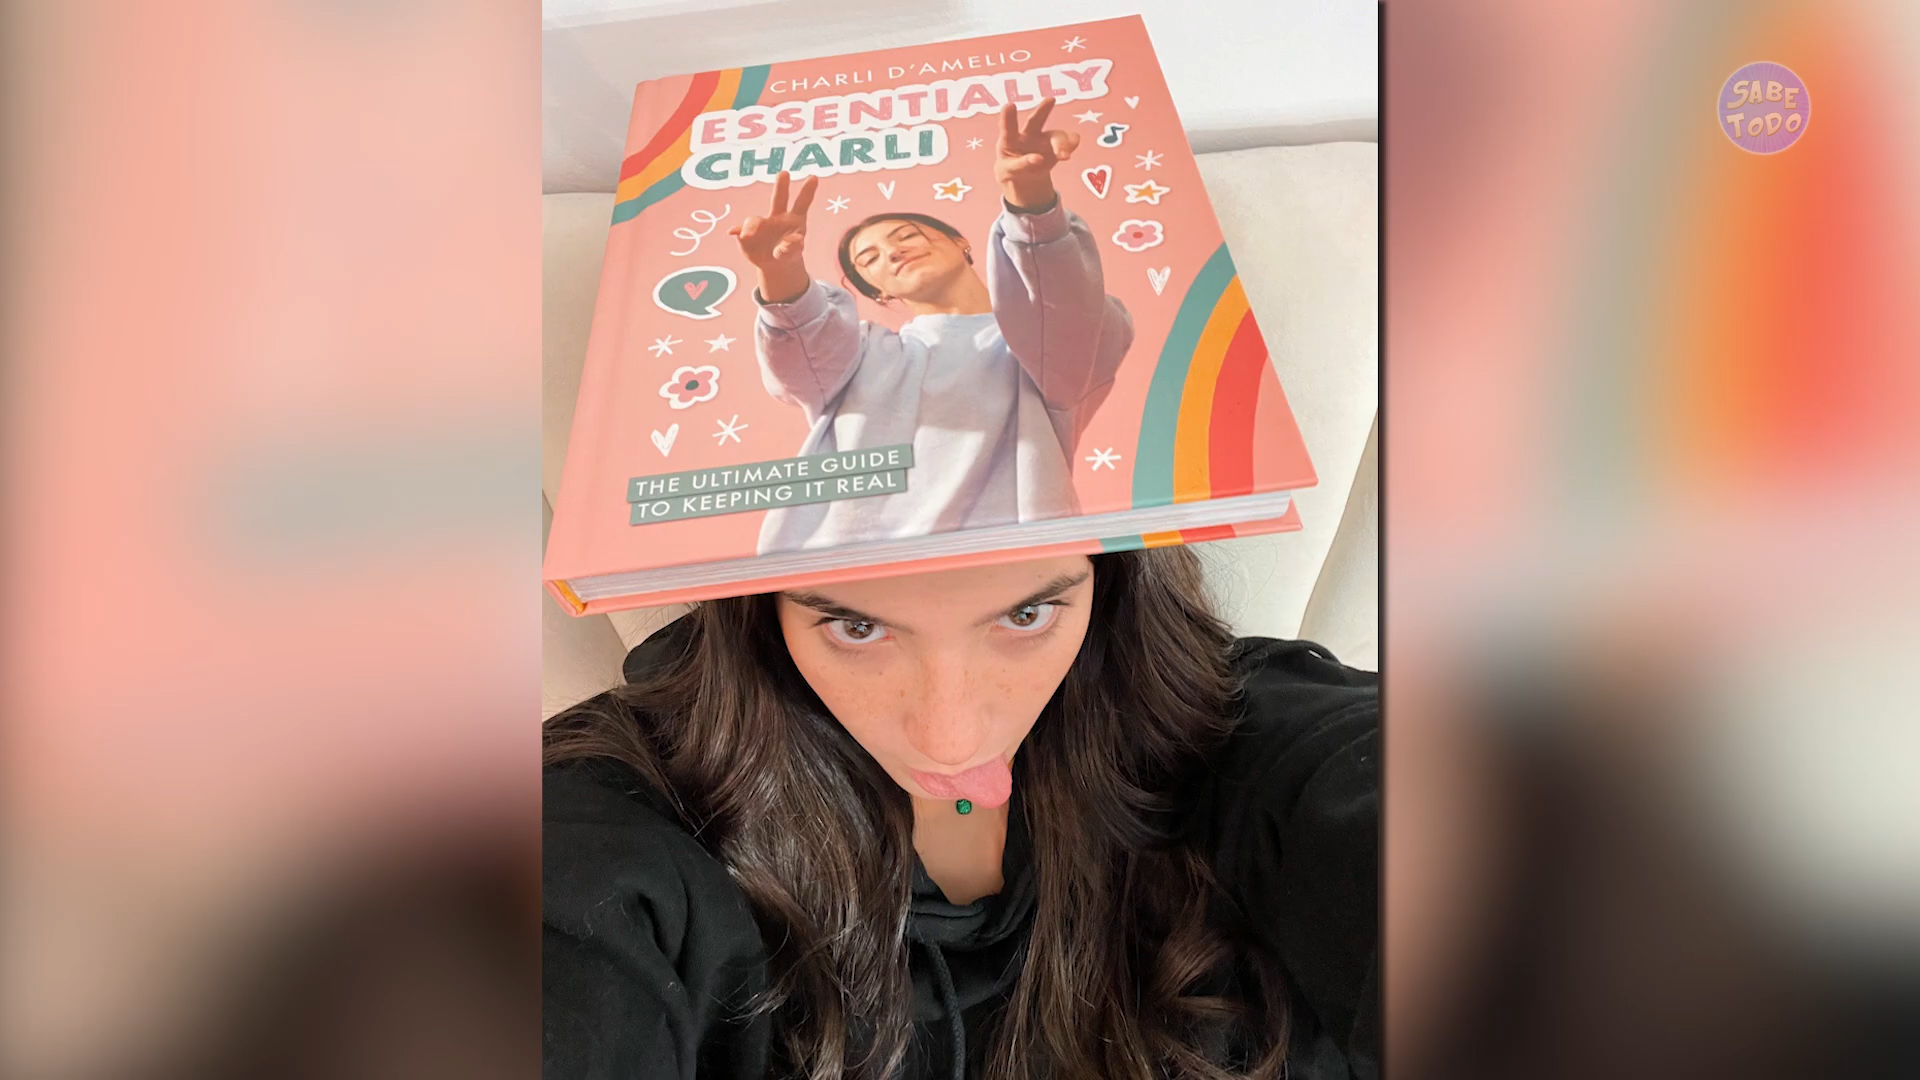 CHARLI D'AMELIO
ESSENTIALLY
CHARLI
THE ULTIMATE GUIDE
TO KEEPING IT REAL
SABE
TODO